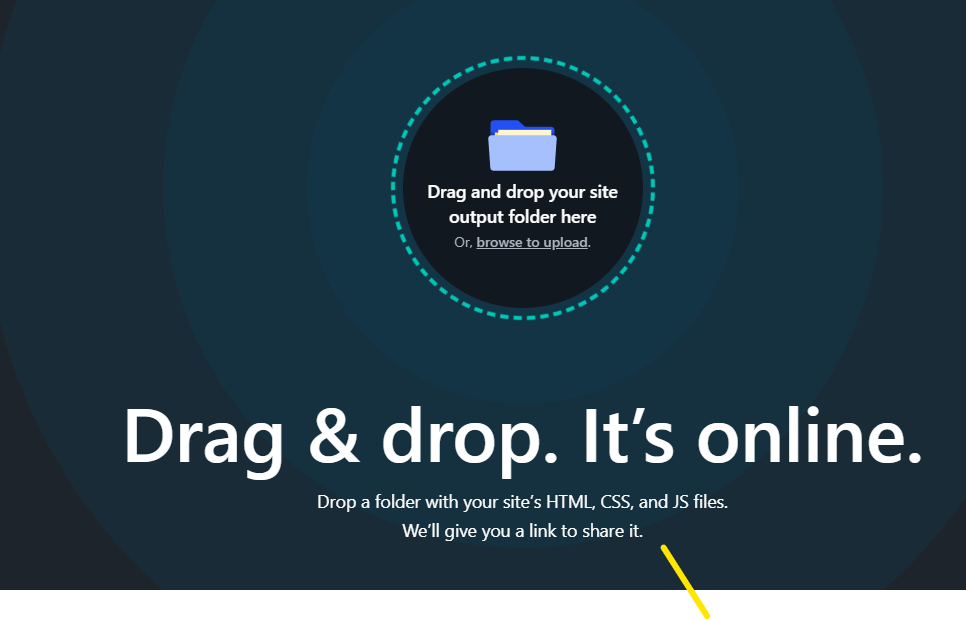 Drag and drop your site
output folder here
Or, browse to upload.
Drag & drop. It’s online.
Drop a folder with your site’s HTML, CSS, and JS files.
We’ll give you a link to share it.